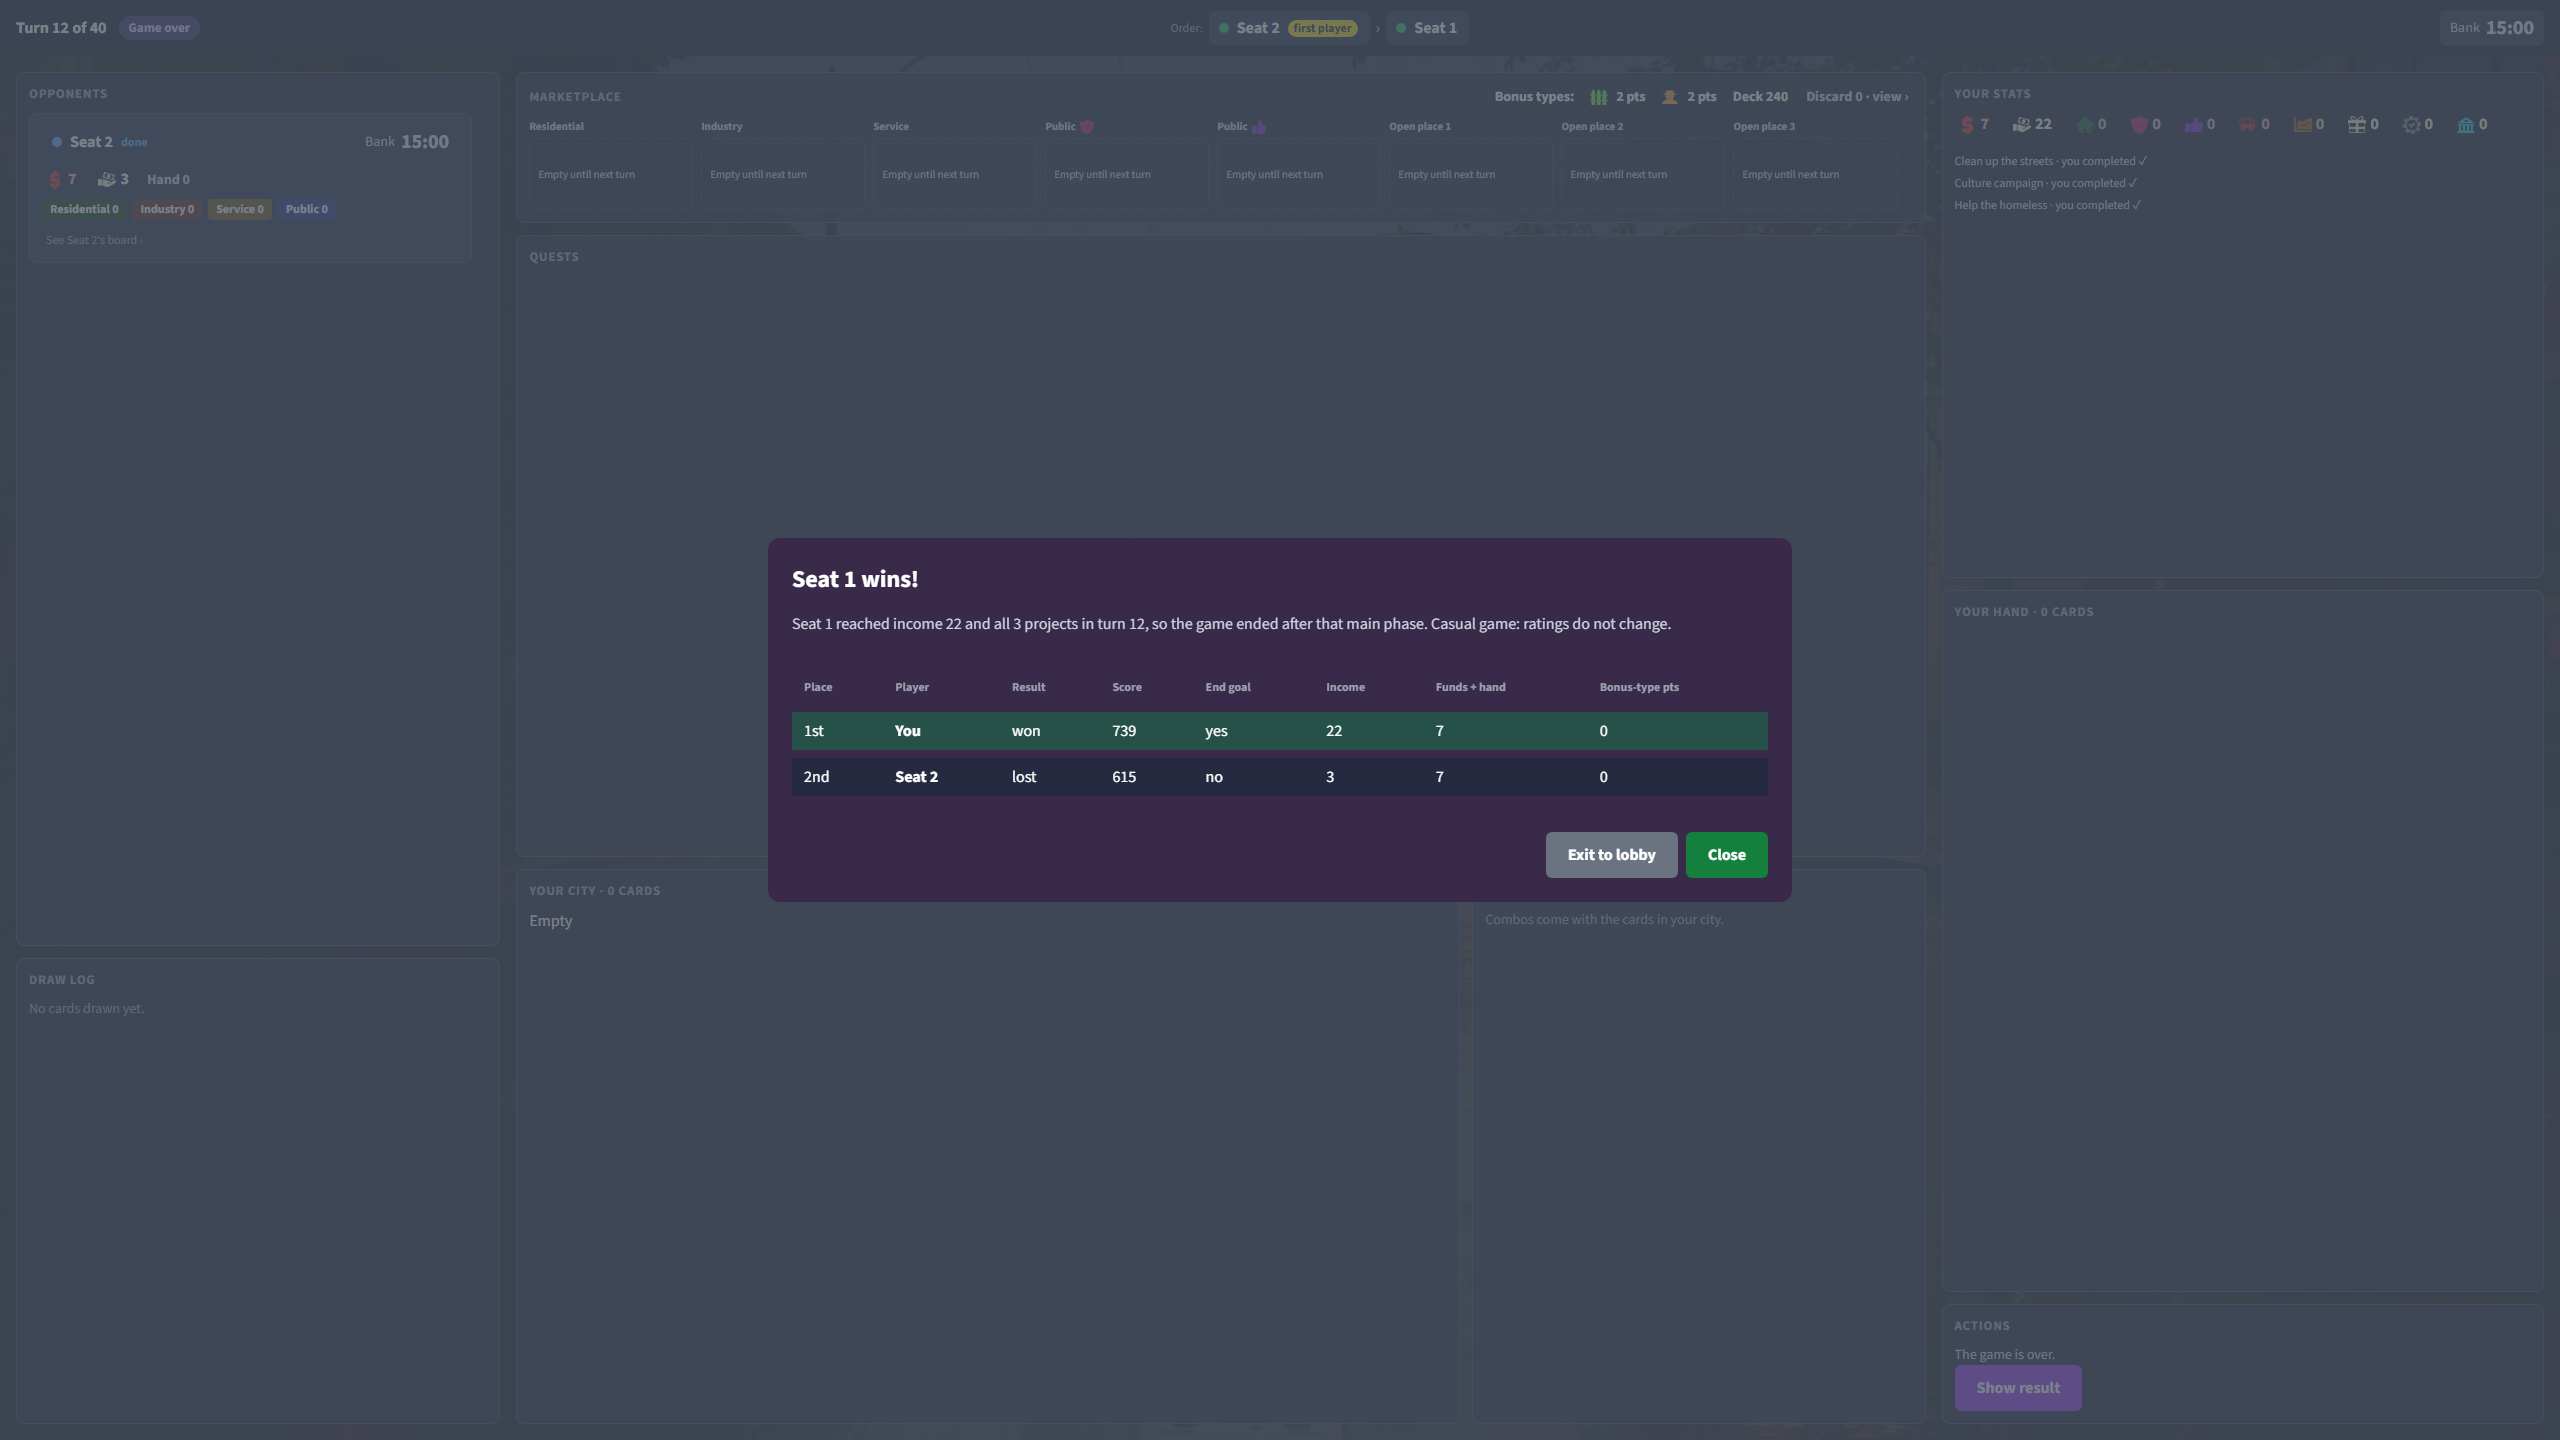 Turn 12 of 40 Game over
Order: Seat 2 first player › Seat 1
Bank 15:00
OPPONENTS
Seat 2 done Bank 15:00
7 3 Hand 0
Residential 0 Industry 0 Service 0 Public 0
See Seat 2's board ›
MARKETPLACE
Bonus types: 2 pts 2 pts Deck 240 Discard 0 · view ›
Residential Industry Service Public Public Open place 1 Open place 2 Open place 3
Empty until next turn Empty until next turn Empty until next turn Empty until next turn Empty until next turn Empty until next turn Empty until next turn Empty until next turn
YOUR STATS
7 22 0 0 0 0 0 0 0 0
Clean up the streets · you completed ✓
Culture campaign · you completed ✓
Help the homeless · you completed ✓
QUESTS
Seat 1 wins!
Seat 1 reached income 22 and all 3 projects in turn 12, so the game ended after that main phase. Casual game: ratings do not change.
Place Player Result Score End goal Income Funds + hand Bonus-type pts
1st You won 739 yes 22 7 0
2nd Seat 2 lost 615 no 3 7 0
Exit to lobby Close
YOUR HAND · 0 CARDS
YOUR CITY · 0 CARDS
Empty
Combos come with the cards in your city.
DRAW LOG
No cards drawn yet.
ACTIONS
The game is over.
Show result